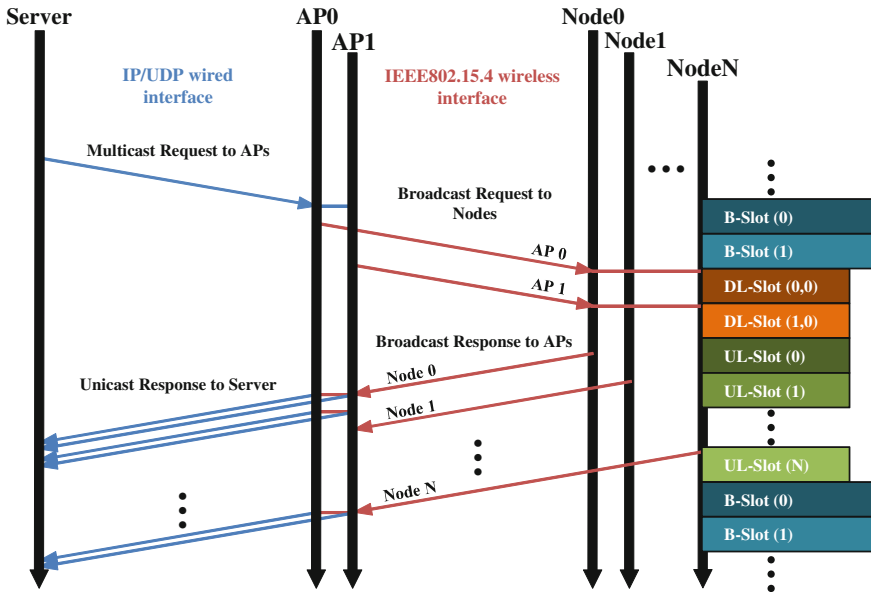 Server
AP0
AP1
Node0
Node1
NodeN
IP/UDP wired
interface
IEEE802.15.4 wireless
interface
Multicast Request to APs
Broadcast Request to
Nodes
AP 0
AP 1
Broadcast Response to APs
Node 0
Unicast Response to Server
Node 1
Node N
B-Slot (0)
B-Slot (1)
DL-Slot (0,0)
DL-Slot (1,0)
UL-Slot (0)
UL-Slot (1)
UL-Slot (N)
B-Slot (0)
B-Slot (1)